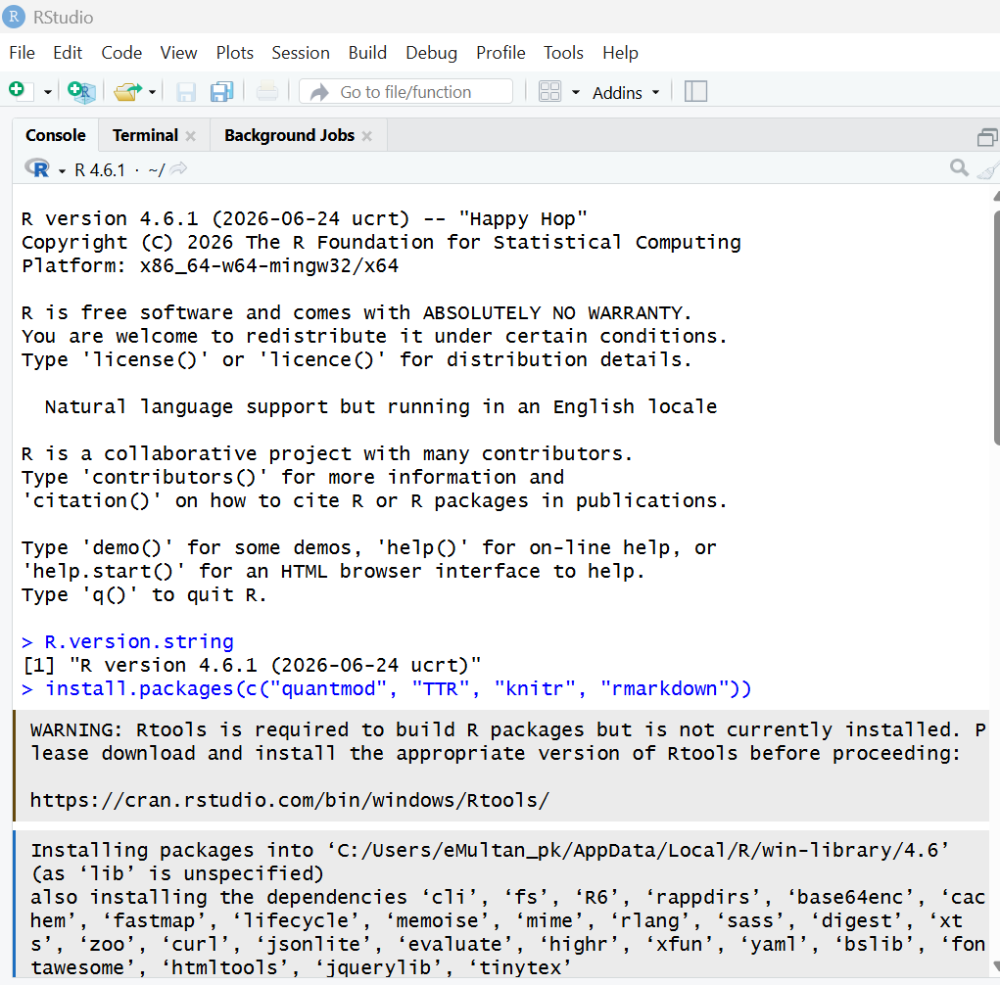 RStudio
File Edit Code View Plots Session Build Debug Profile Tools Help
Go to file/function Addins
Console Terminal Background Jobs
R 4.6.1 · ~/
R version 4.6.1 (2026-06-24 ucrt) -- "Happy Hop"
Copyright (C) 2026 The R Foundation for Statistical Computing
Platform: x86_64-w64-mingw32/x64
R is free software and comes with ABSOLUTELY NO WARRANTY.
You are welcome to redistribute it under certain conditions.
Type 'license()' or 'licence()' for distribution details.
Natural language support but running in an English locale
R is a collaborative project with many contributors.
Type 'contributors()' for more information and
'citation()' on how to cite R or R packages in publications.
Type 'demo()' for some demos, 'help()' for on-line help, or
'help.start()' for an HTML browser interface to help.
Type 'q()' to quit R.
> R.version.string
[1] "R version 4.6.1 (2026-06-24 ucrt)"
> install.packages(c("quantmod", "TTR", "knitr", "rmarkdown"))
WARNING: Rtools is required to build R packages but is not currently installed. P
lease download and install the appropriate version of Rtools before proceeding:
https://cran.rstudio.com/bin/windows/Rtools/
Installing packages into ‘C:/Users/eMultan_pk/AppData/Local/R/win-library/4.6’
(as ‘lib’ is unspecified)
also installing the dependencies ‘cli’, ‘fs’, ‘R6’, ‘rappdirs’, ‘base64enc’, ‘cac
hem’, ‘fastmap’, ‘lifecycle’, ‘memoise’, ‘mime’, ‘rlang’, ‘sass’, ‘digest’, ‘xt
s’, ‘zoo’, ‘curl’, ‘jsonlite’, ‘evaluate’, ‘highr’, ‘xfun’, ‘yaml’, ‘bslib’, ‘fon
tawesome’, ‘htmltools’, ‘jquerylib’, ‘tinytex’